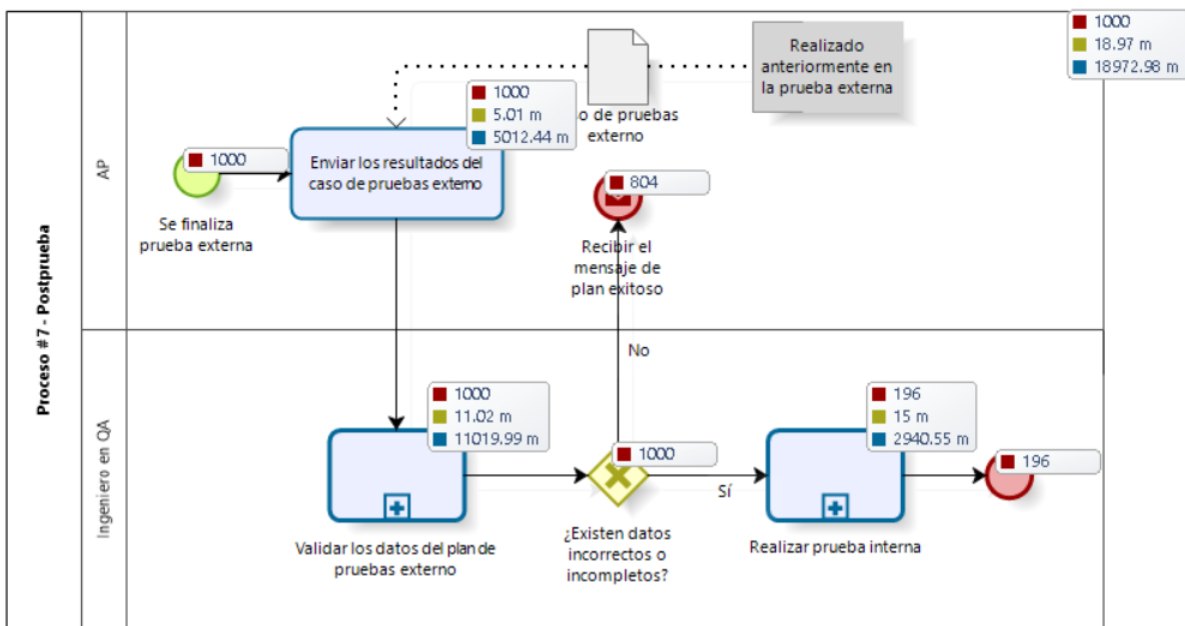 Proceso #7 - Postprueba
AP
Ingeniero en QA
1000
18.97 m
18972.98 m
Realizado
anteriormente en
la prueba externa
so de pruebas
externo
1000
5.01 m
5012.44 m
Enviar los resultados del
caso de pruebas externo
1000
Se finaliza
prueba externa
804
Recibir el
mensaje de
plan exitoso
No
1000
11.02 m
11019.99 m
Validar los datos del plan de
pruebas externo
1000
Sí
¿Existen datos
incorrectos o
incompletos?
196
15 m
2940.55 m
Realizar prueba interna
196